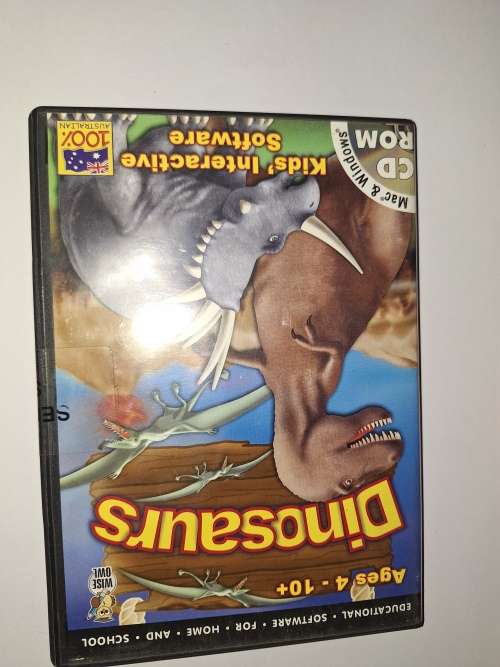 EDUCATIONAL • SOFTWARE • FOR • HOME • AND • SCHOOL
Ages 4 - 10+
WISE
OWL
Dinosaurs
Mac® & Windows®
CD
ROM
Kids' Interactive
Software
100%
AUSTRALIAN